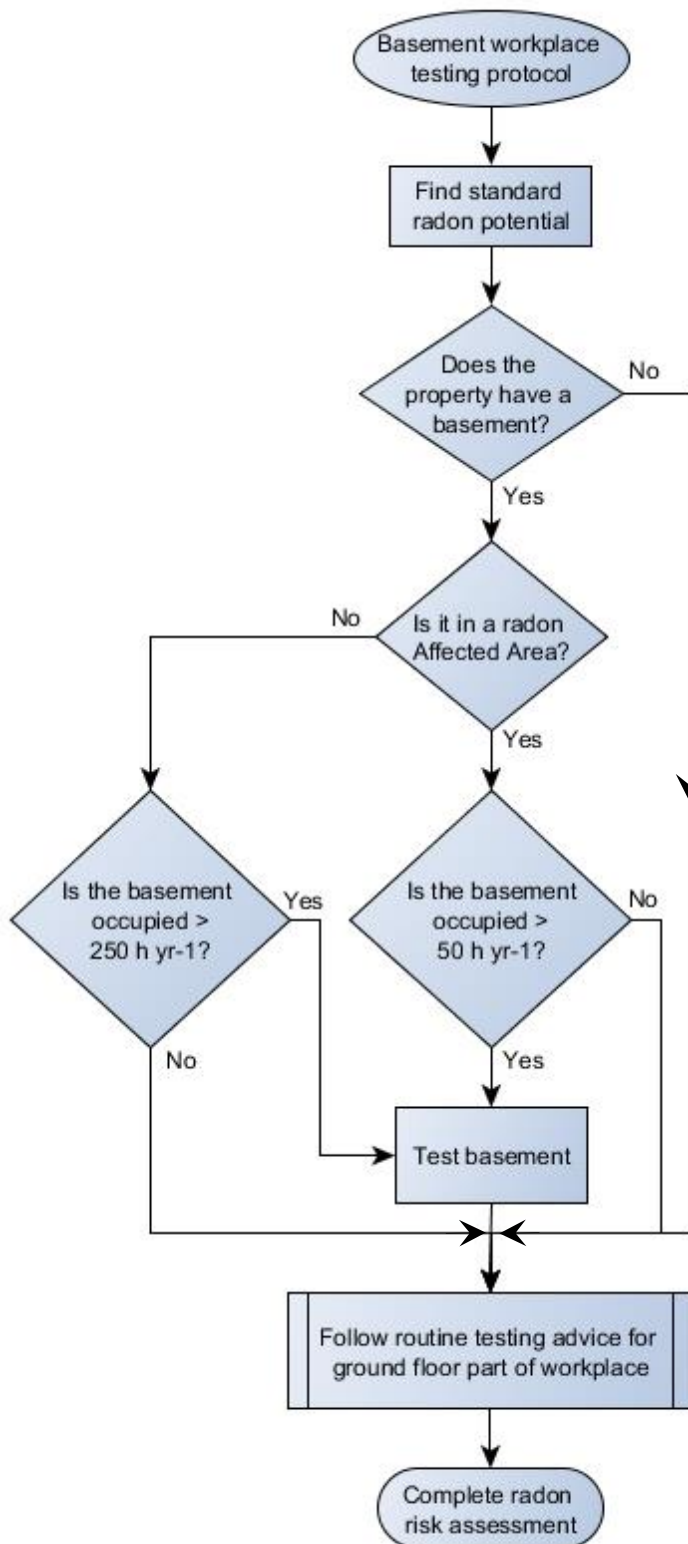 Basement workplace
testing protocol
Find standard
radon potential
Does the
property have a
basement?
No
Yes
Is it in a radon
Affected Area?
No
Yes
Is the basement
occupied >
250 h yr-1?
Yes
No
Is the basement
occupied >
50 h yr-1?
No
Yes
Test basement
Follow routine testing advice for
ground floor part of workplace
Complete radon
risk assessment